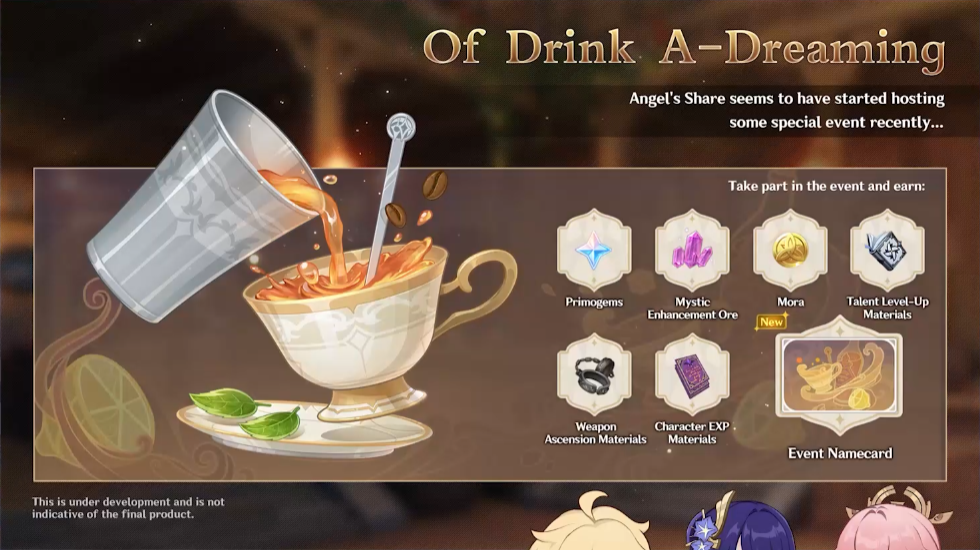 Of Drink A-Dreaming
Angel's Share seems to have started hosting
some special event recently...
Take part in the event and earn:
Primogems
Mystic
Enhancement Ore
Mora
Talent Level-Up
Materials
New
Weapon
Ascension Materials
Character EXP
Materials
Event Namecard
This is under development and is not
indicative of the final product.